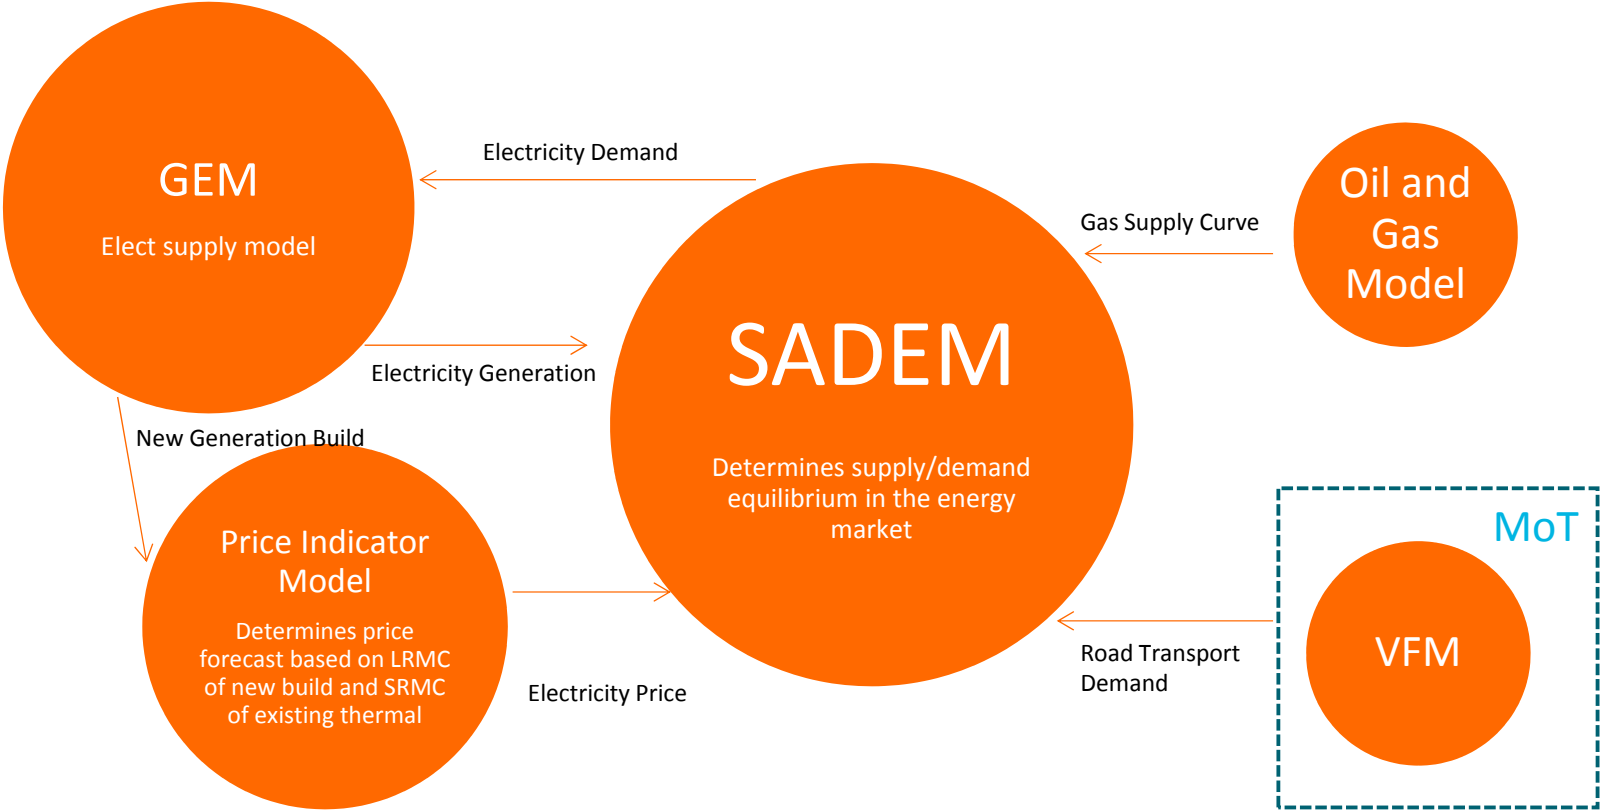 GEM
Elect supply model
Electricity Demand
Electricity Generation
New Generation Build
Price Indicator
Model
Determines price
forecast based on LRMC
of new build and SRMC
of existing thermal
Electricity Price
SADEM
Determines supply/demand
equilibrium in the energy
market
Gas Supply Curve
Oil and
Gas
Model
Road Transport
Demand
MoT
VFM